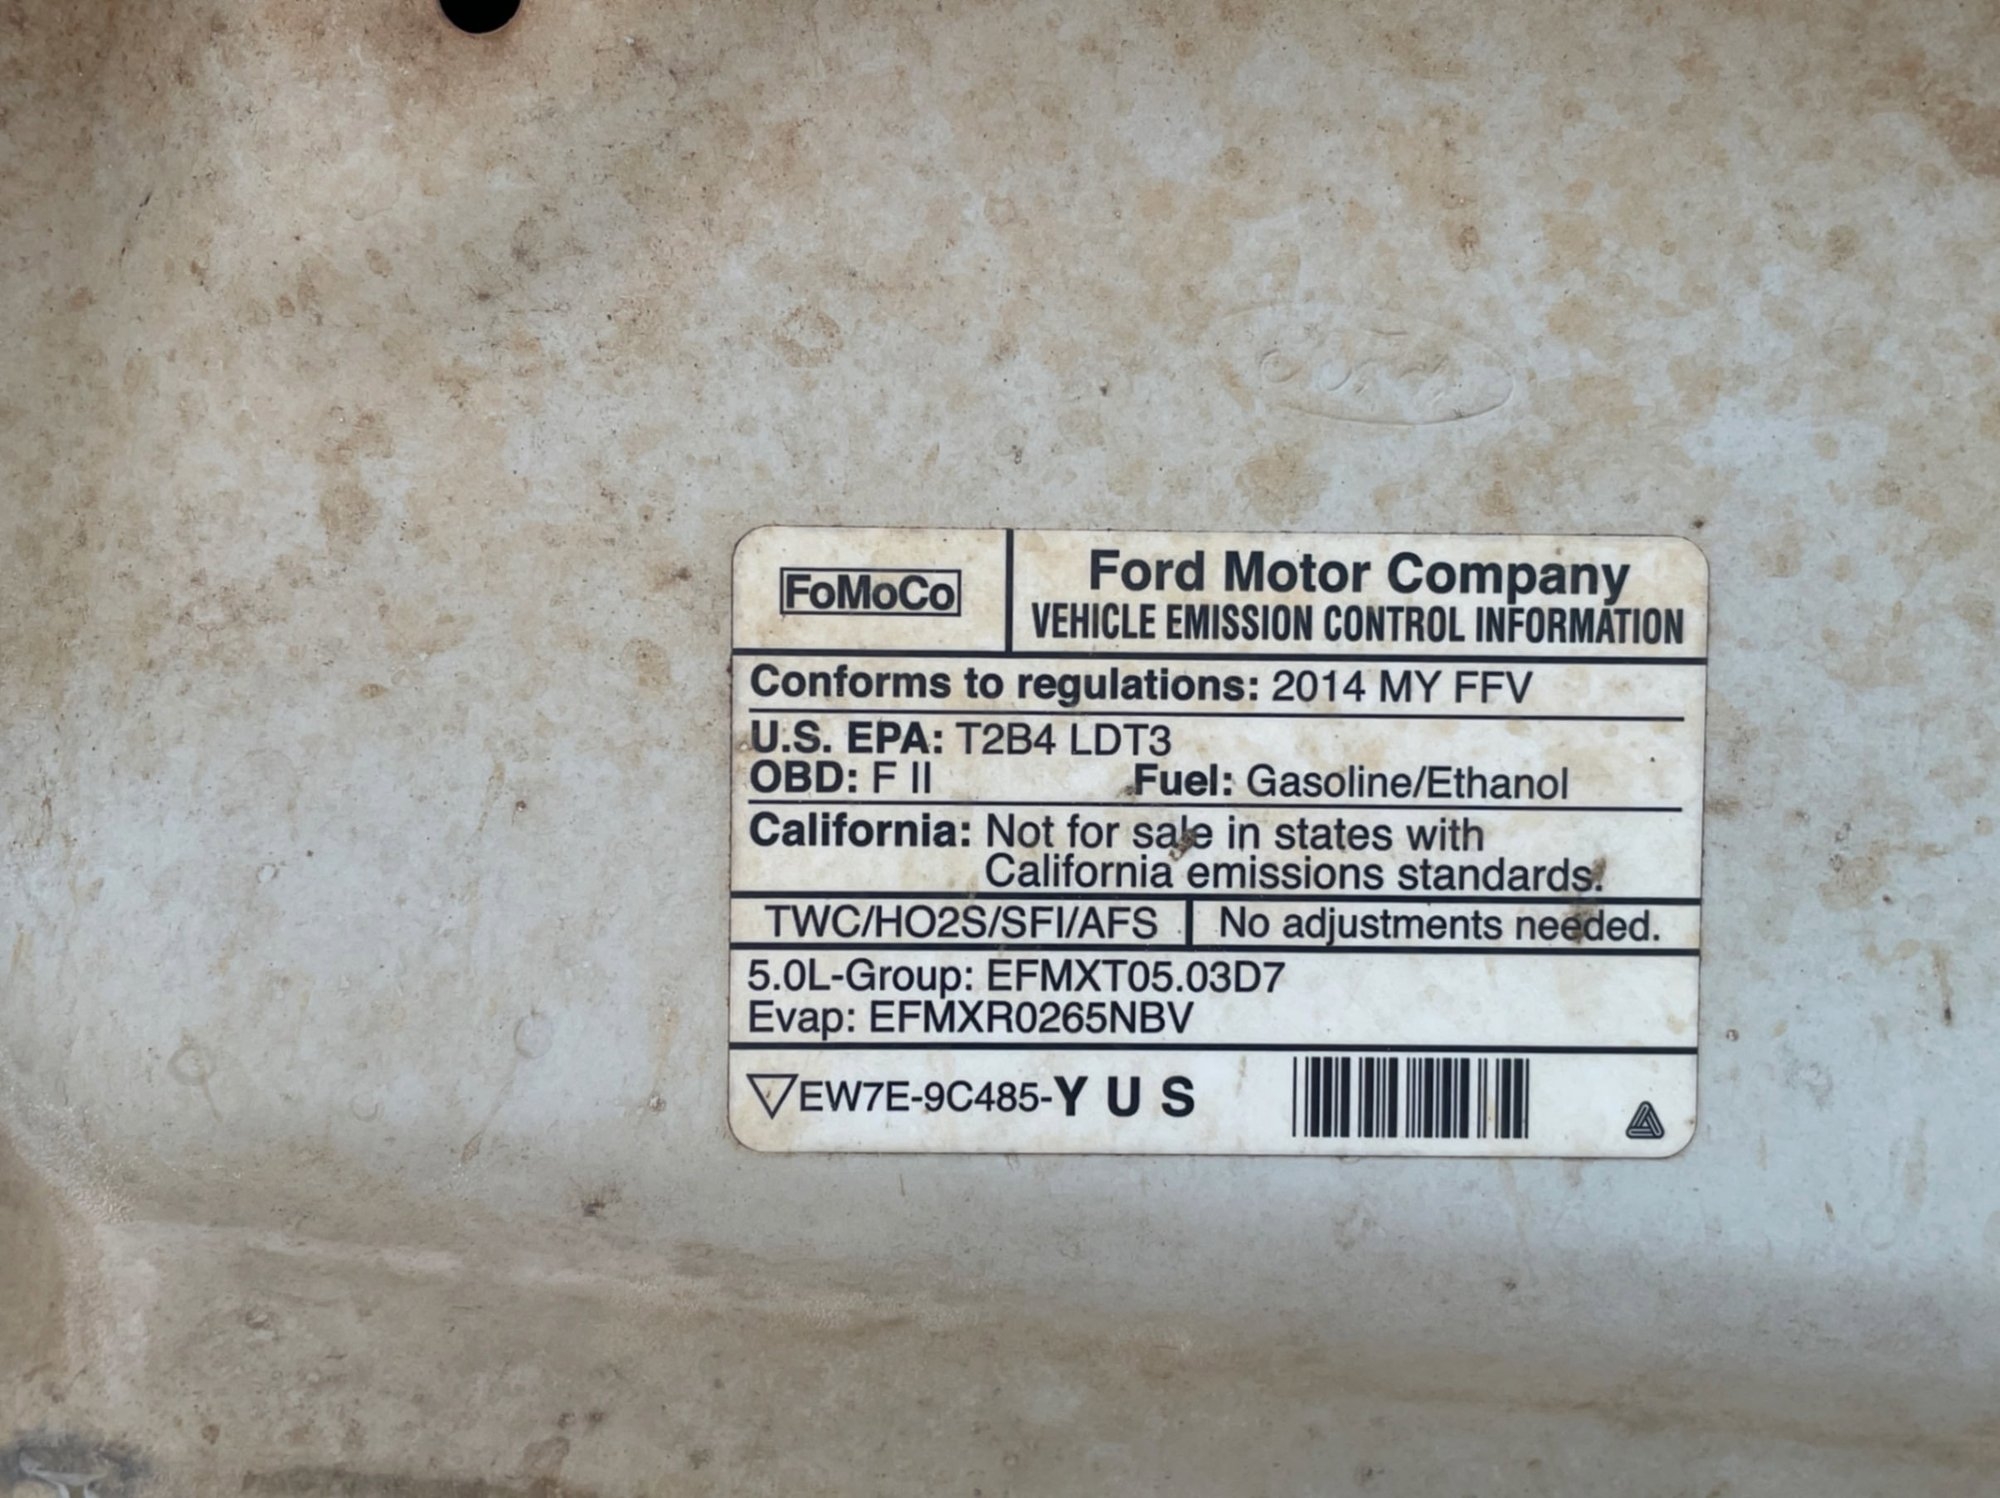 FoMoCo
Ford Motor Company
VEHICLE EMISSION CONTROL INFORMATION
Conforms to regulations: 2014 MY FFV
U.S. EPA: T2B4 LDT3
OBD: F II Fuel: Gasoline/Ethanol
California: Not for sale in states with
California emissions standards.
TWC/HO2S/SFI/AFS No adjustments needed.
5.0L-Group: EFMXT05.03D7
Evap: EFMXR0265NBV
EW7E-9C485-Y U S